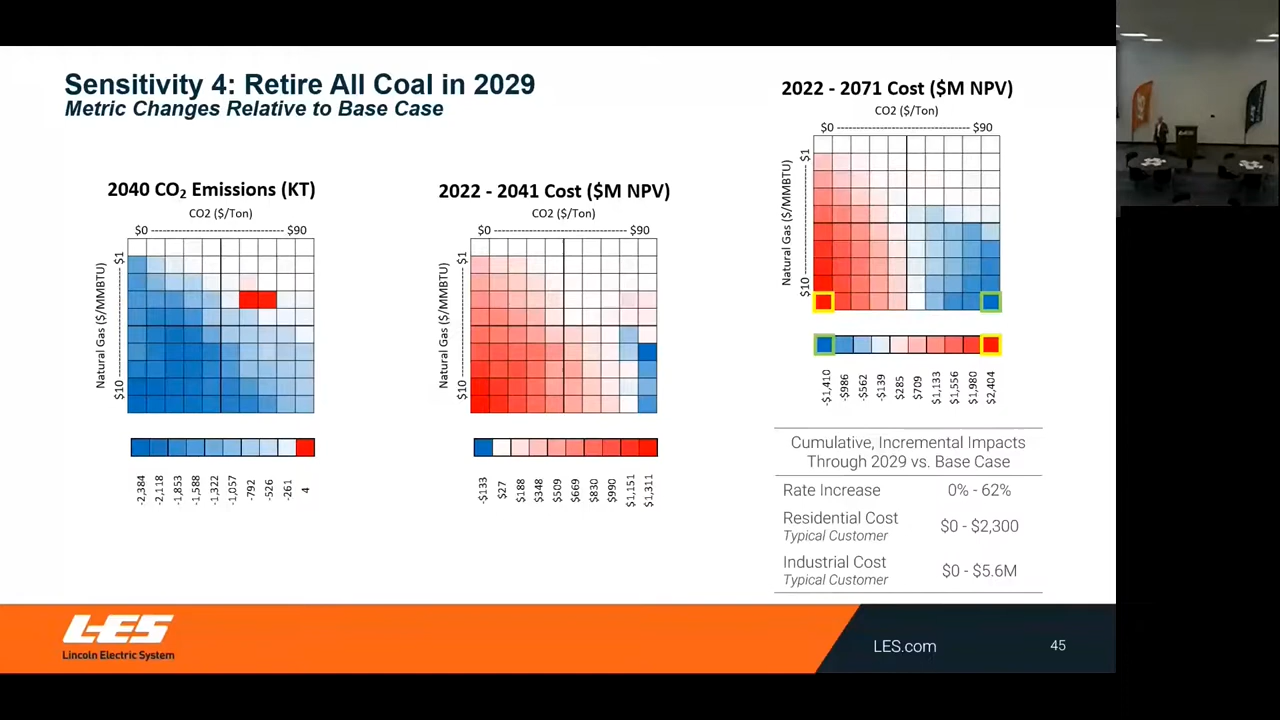 Sensitivity 4: Retire All Coal in 2029
Metric Changes Relative to Base Case
2040 CO2 Emissions (KT)
CO2 ($/Ton)
$0 ---------------------------- $90
Natural Gas ($/MMBTU)
$1
$10
-2,384
-2,118
-1,853
-1,588
-1,322
-1,057
-792
-526
-261
4
2022 - 2041 Cost ($M NPV)
CO2 ($/Ton)
$0 ---------------------------- $90
Natural Gas ($/MMBTU)
$1
$10
-$133
$27
$188
$348
$509
$669
$830
$990
$1,151
$1,311
2022 - 2071 Cost ($M NPV)
CO2 ($/Ton)
$0 ---------------------------- $90
Natural Gas ($/MMBTU)
$1
$10
-$1,410
-$986
-$562
-$139
$285
$709
$1,133
$1,556
$1,980
$2,404
Cumulative, Incremental Impacts
Through 2029 vs. Base Case
Rate Increase 0% - 62%
Residential Cost $0 - $2,300
Typical Customer
Industrial Cost $0 - $5.6M
Typical Customer
LES
Lincoln Electric System
LES.com
45
LES